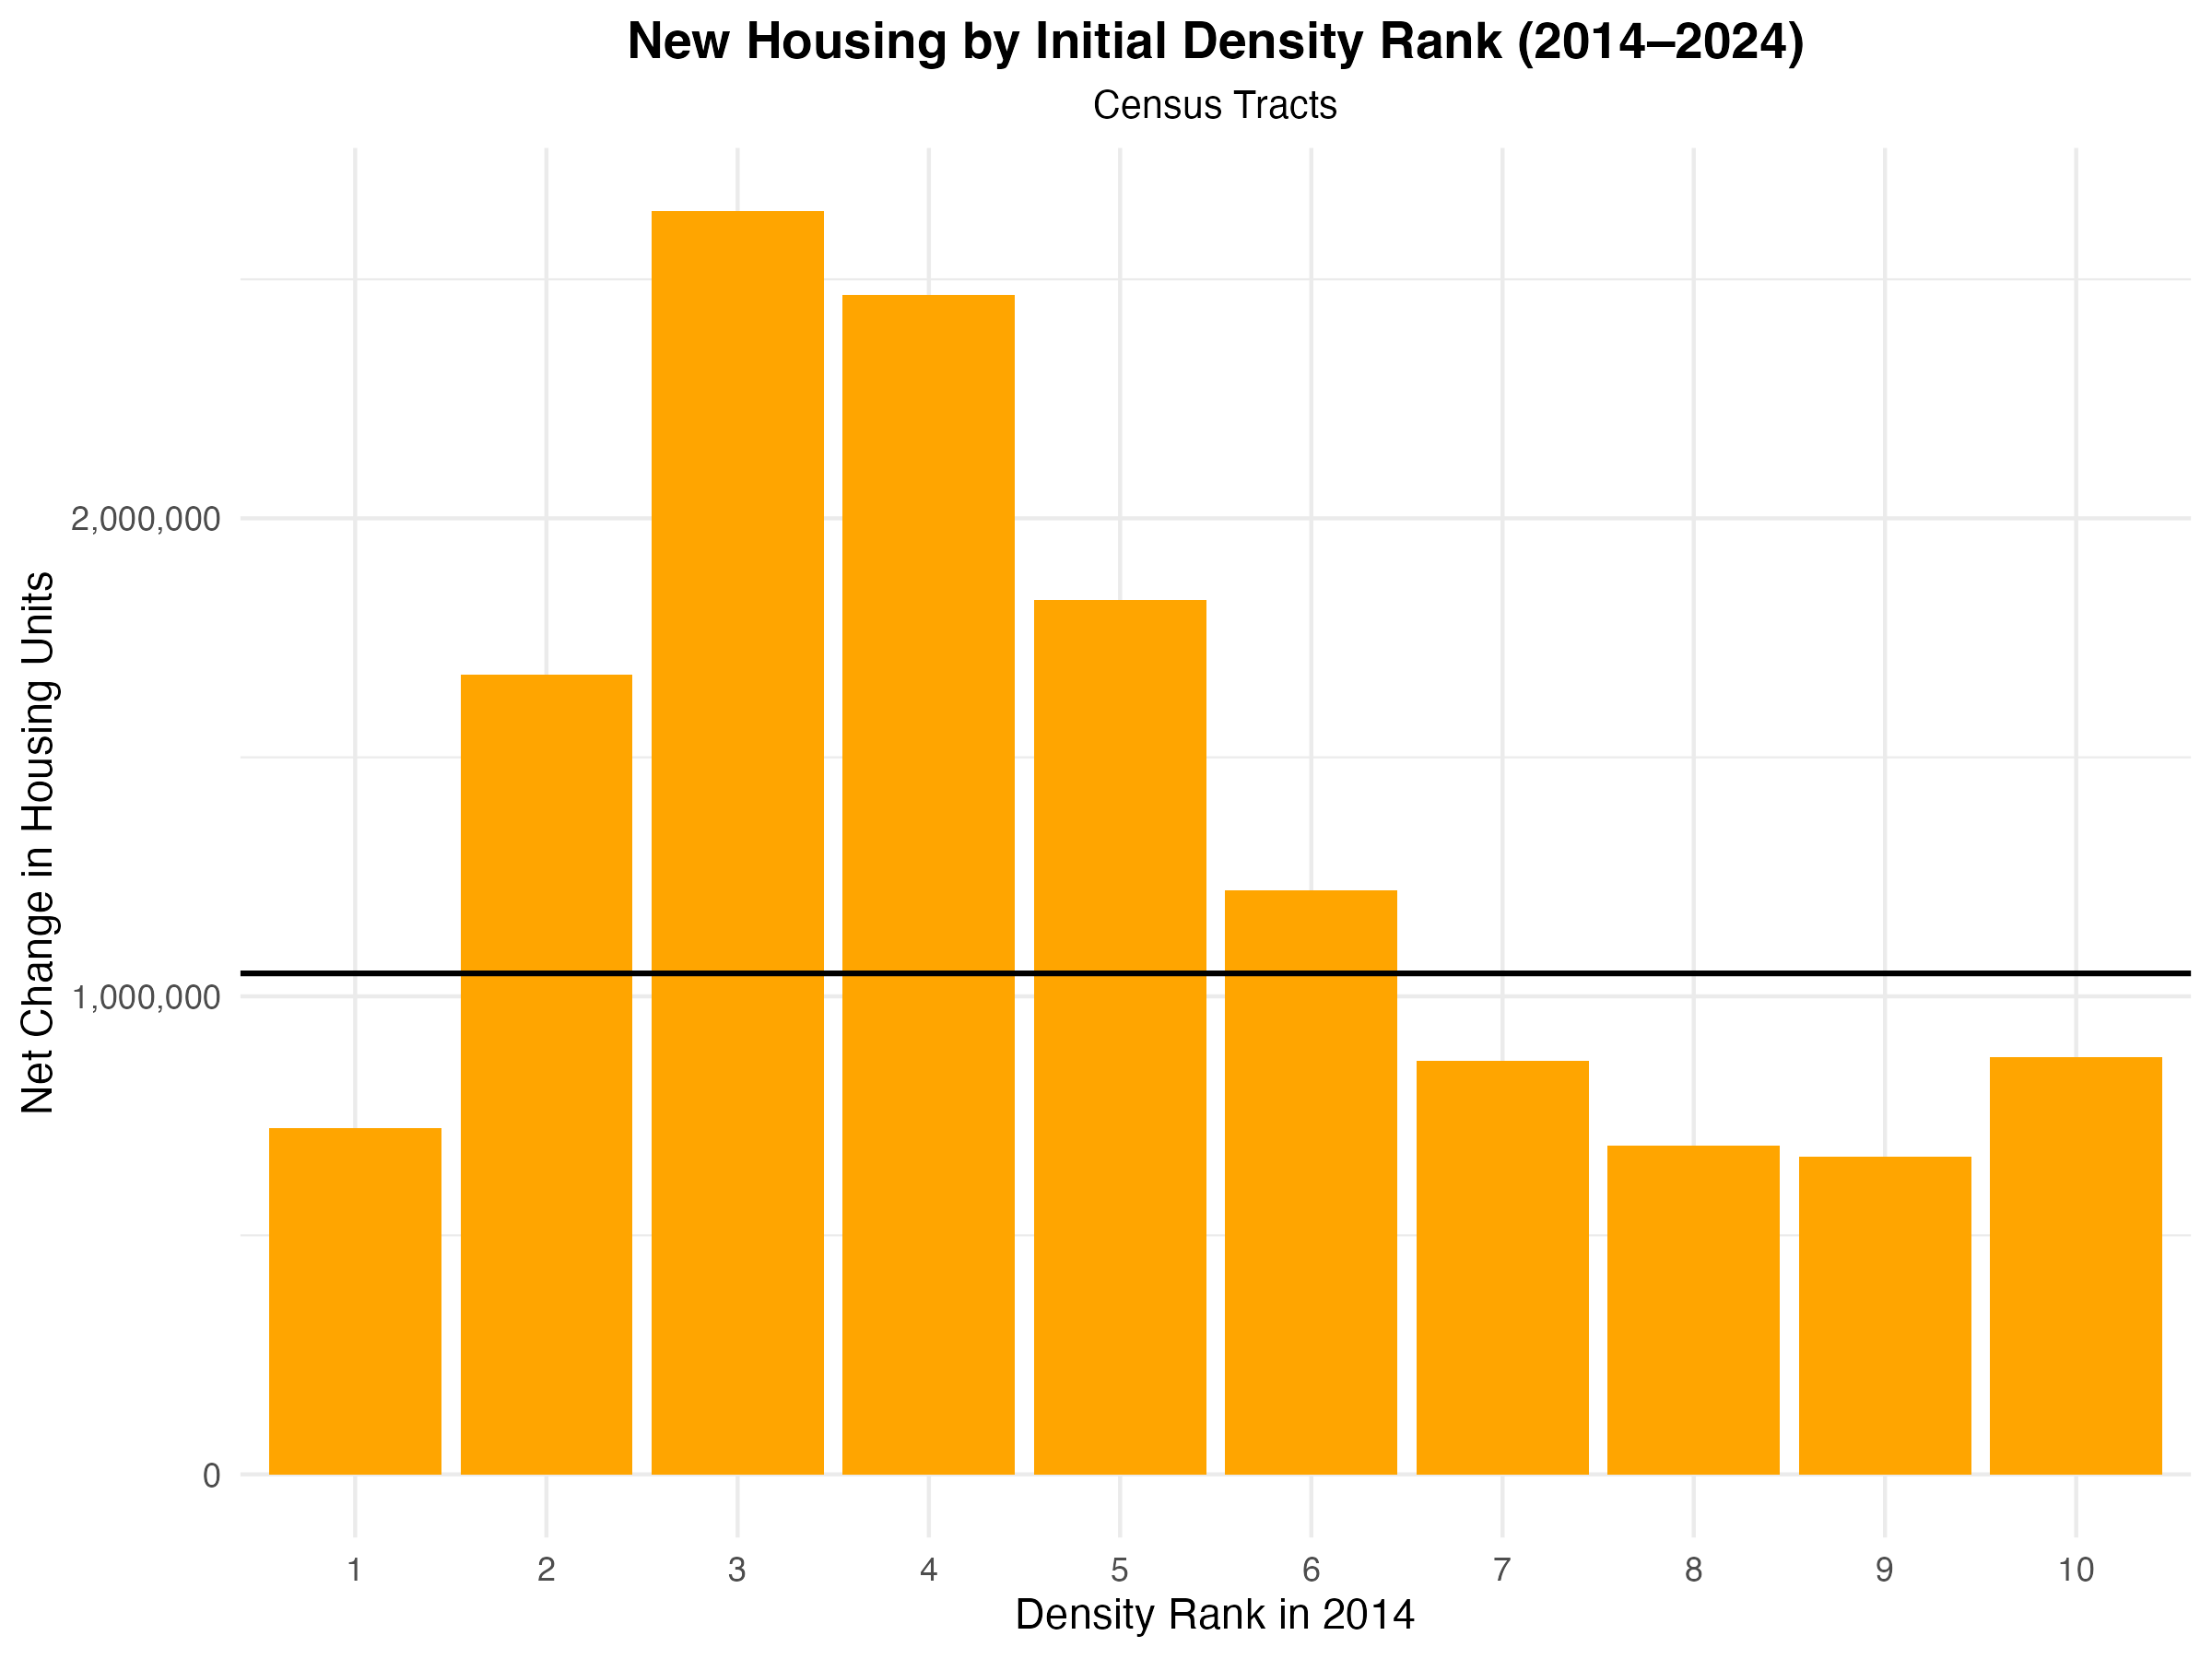 New Housing by Initial Density Rank (2014–2024)
Census Tracts
Net Change in Housing Units
2,000,000
1,000,000
0
1 2 3 4 5 6 7 8 9 10
Density Rank in 2014